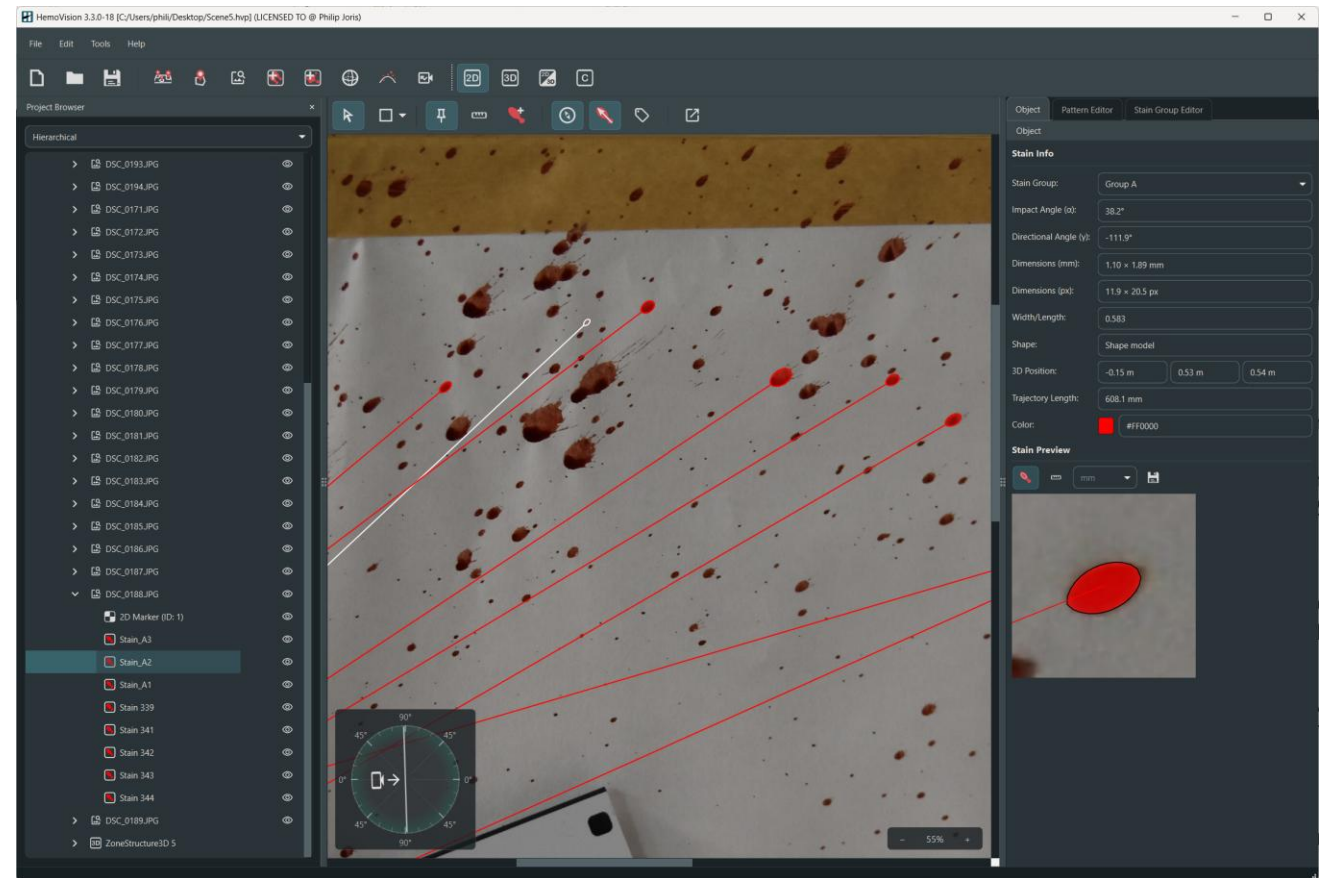 HemoVision 3.3.0-18 [C:/Users/phili/Desktop/Scene5.hvp] (LICENSED TO @ Philip Joris)
File Edit Tools Help
2D 3D 3D C
Project Browser ×
Hierarchical
DSC_0193.JPG
DSC_0194.JPG
DSC_0171.JPG
DSC_0172.JPG
DSC_0173.JPG
DSC_0174.JPG
DSC_0175.JPG
DSC_0176.JPG
DSC_0177.JPG
DSC_0178.JPG
DSC_0179.JPG
DSC_0180.JPG
DSC_0181.JPG
DSC_0182.JPG
DSC_0183.JPG
DSC_0184.JPG
DSC_0185.JPG
DSC_0186.JPG
DSC_0187.JPG
DSC_0188.JPG
2D Marker (ID: 1)
Stain_A3
Stain_A2
Stain_A1
Stain 339
Stain 341
Stain 342
Stain 343
Stain 344
DSC_0189.JPG
3D ZoneStructure3D 5
90°
45° 45°
0° 0°
45° 45°
90°
- 55% +
Object Pattern Editor Stain Group Editor
Object
Stain Info
Stain Group: Group A
Impact Angle (α): 38.2°
Directional Angle (γ): -111.9°
Dimensions (mm): 1.10 × 1.89 mm
Dimensions (px): 11.9 × 20.5 px
Width/Length: 0.583
Shape: Shape model
3D Position: -0.15 m 0.53 m 0.54 m
Trajectory Length: 608.1 mm
Color: #FF0000
Stain Preview
mm